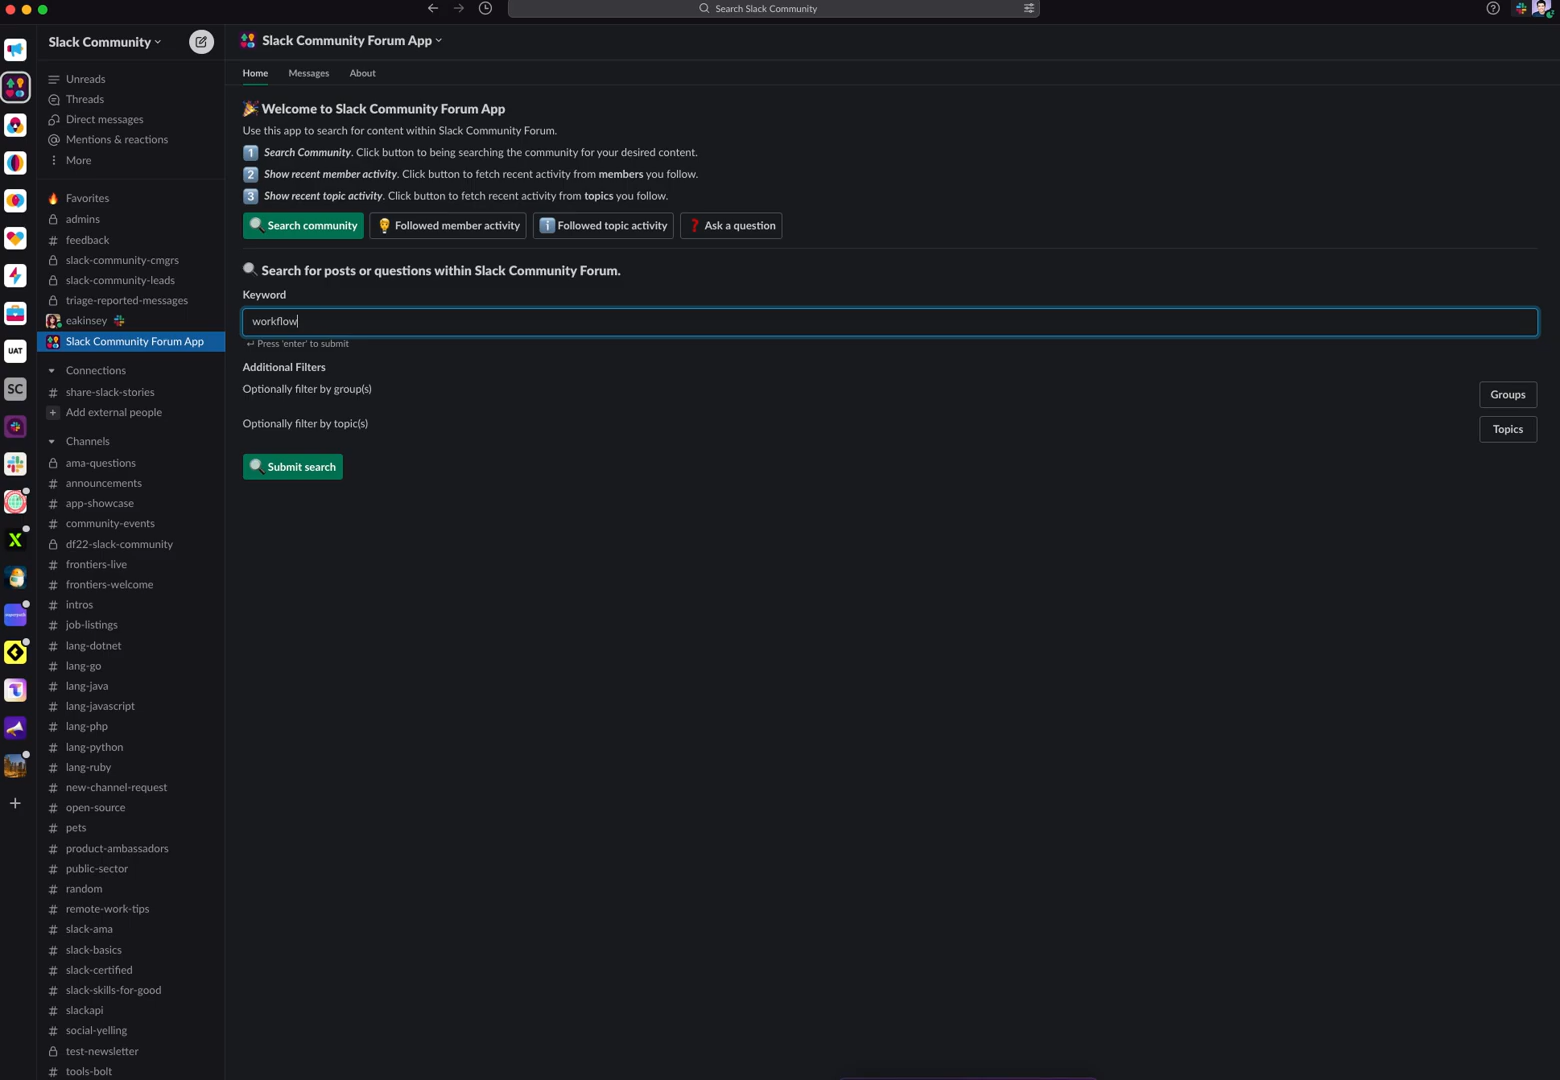 Search Slack Community
Slack Community
Slack Community Forum App
Unreads
Threads
Direct messages
Mentions & reactions
More
Favorites
admins
feedback
slack-community-cmgrs
slack-community-leads
triage-reported-messages
eakinsey
Slack Community Forum App
Connections
share-slack-stories
Add external people
Channels
ama-questions
announcements
app-showcase
community-events
df22-slack-community
frontiers-live
frontiers-welcome
intros
job-listings
lang-dotnet
lang-go
lang-java
lang-javascript
lang-php
lang-python
lang-ruby
new-channel-request
open-source
pets
product-ambassadors
public-sector
random
remote-work-tips
slack-ama
slack-basics
slack-certified
slack-skills-for-good
slackapi
social-yelling
test-newsletter
tools-bolt
UAT
SC
Home Messages About
Welcome to Slack Community Forum App
Use this app to search for content within Slack Community Forum.
1 Search Community. Click button to being searching the community for your desired content.
2 Show recent member activity. Click button to fetch recent activity from members you follow.
3 Show recent topic activity. Click button to fetch recent activity from topics you follow.
Search community Followed member activity Followed topic activity Ask a question
Search for posts or questions within Slack Community Forum.
Keyword
workflow
↵ Press 'enter' to submit
Additional Filters
Optionally filter by group(s) Groups
Optionally filter by topic(s) Topics
Submit search